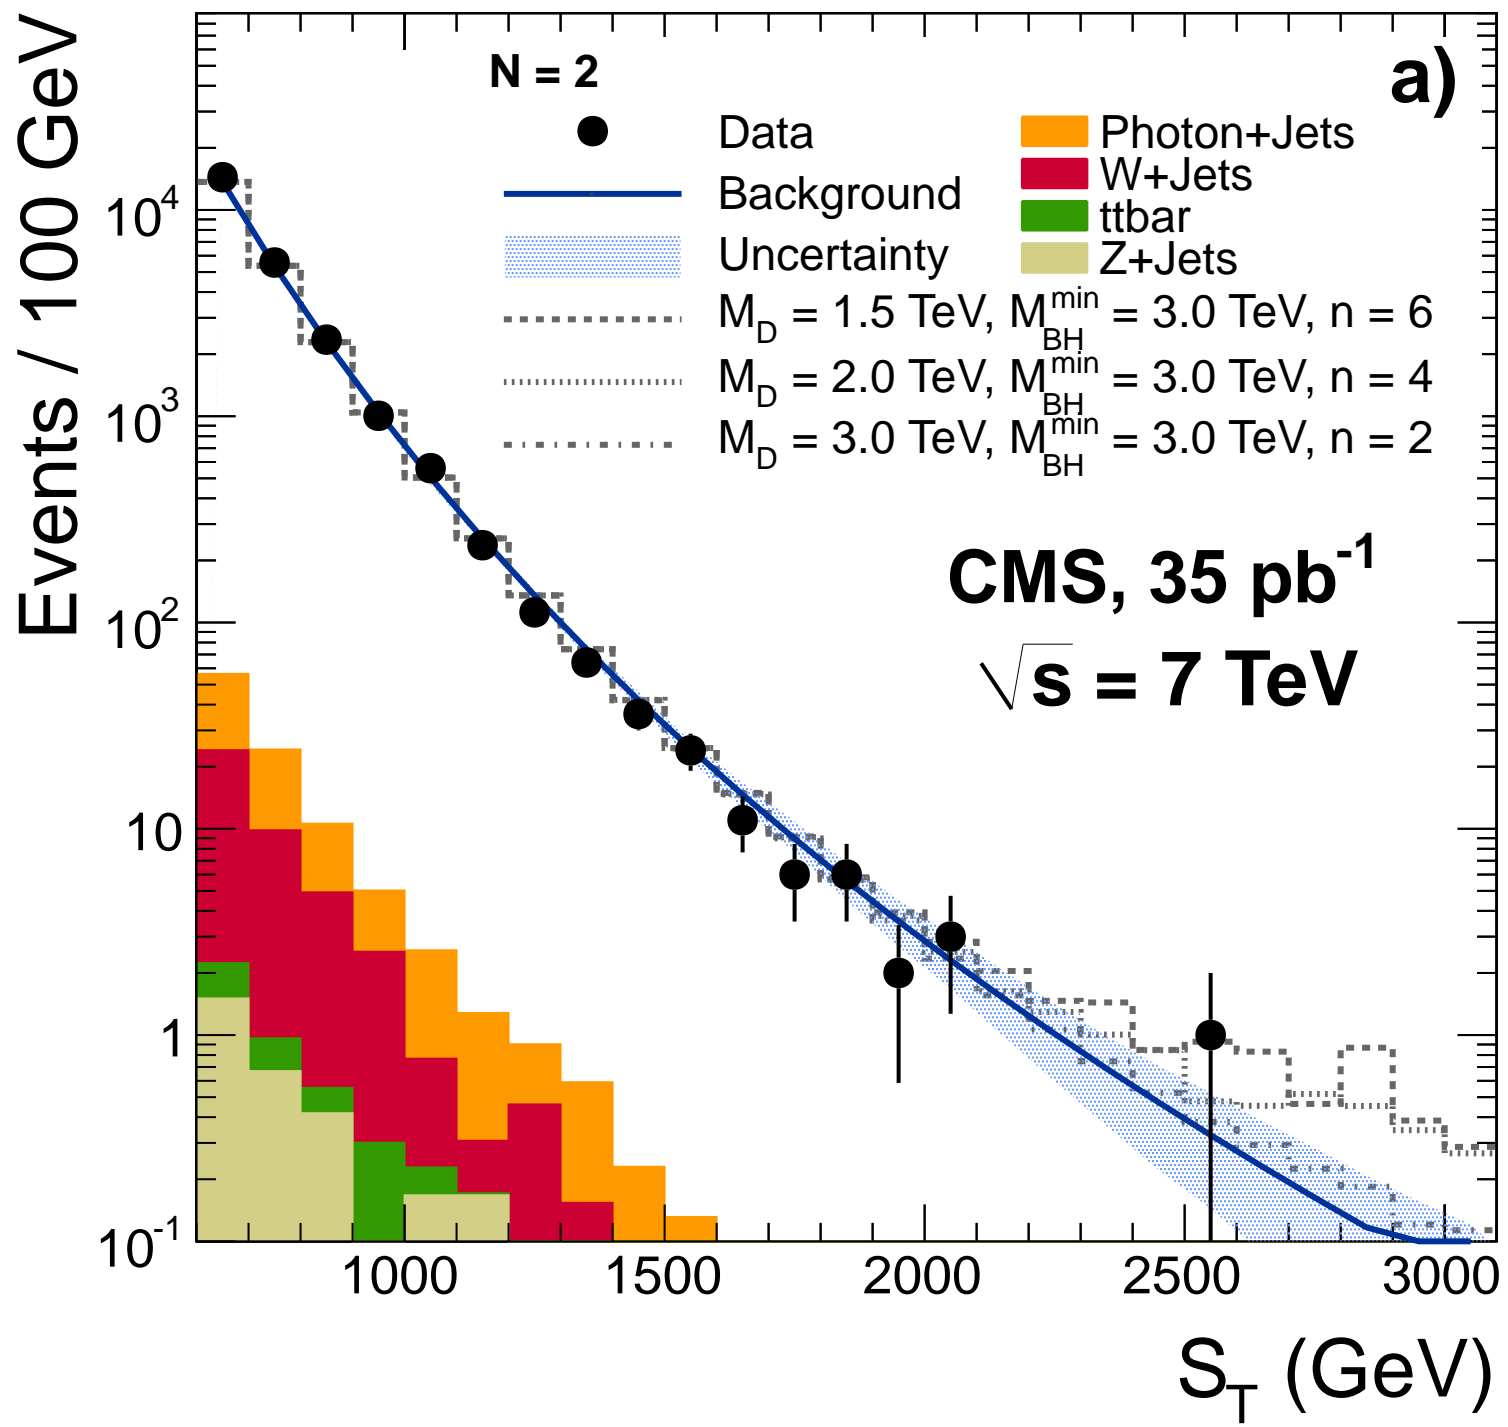 a)
N = 2
Data
Background
Uncertainty
M_D = 1.5 TeV, M_BH^min = 3.0 TeV, n = 6
M_D = 2.0 TeV, M_BH^min = 3.0 TeV, n = 4
M_D = 3.0 TeV, M_BH^min = 3.0 TeV, n = 2
Photon+Jets
W+Jets
ttbar
Z+Jets
CMS, 35 pb^-1
√s = 7 TeV
Events / 100 GeV
10^4
10^3
10^2
10
1
10^-1
1000 1500 2000 2500 3000
S_T (GeV)